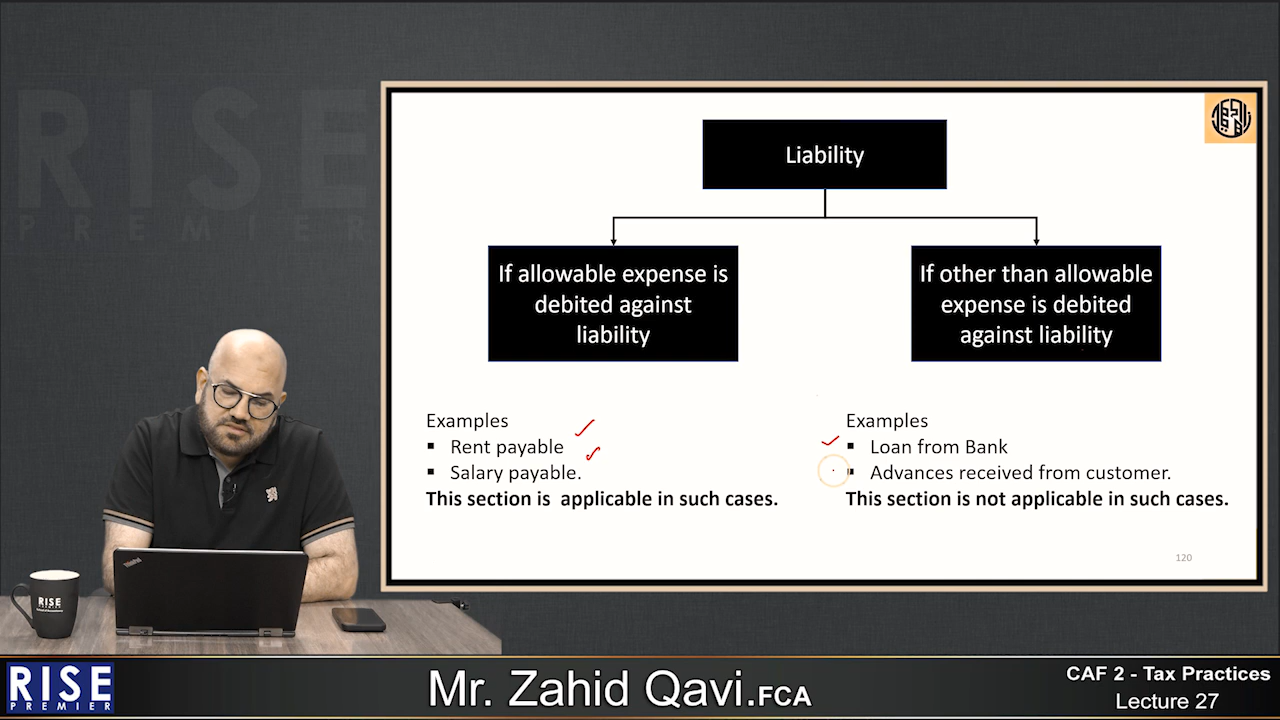 RISE
PREMIER
Liability
If allowable expense is
debited against
liability
If other than allowable
expense is debited
against liability
Examples
▪ Rent payable
▪ Salary payable.
This section is applicable in such cases.
Examples
▪ Loan from Bank
▪ Advances received from customer.
This section is not applicable in such cases.
120
ThinkPad
RISE
RISE
PREMIER
Mr. Zahid Qavi.FCA
CAF 2 - Tax Practices
Lecture 27